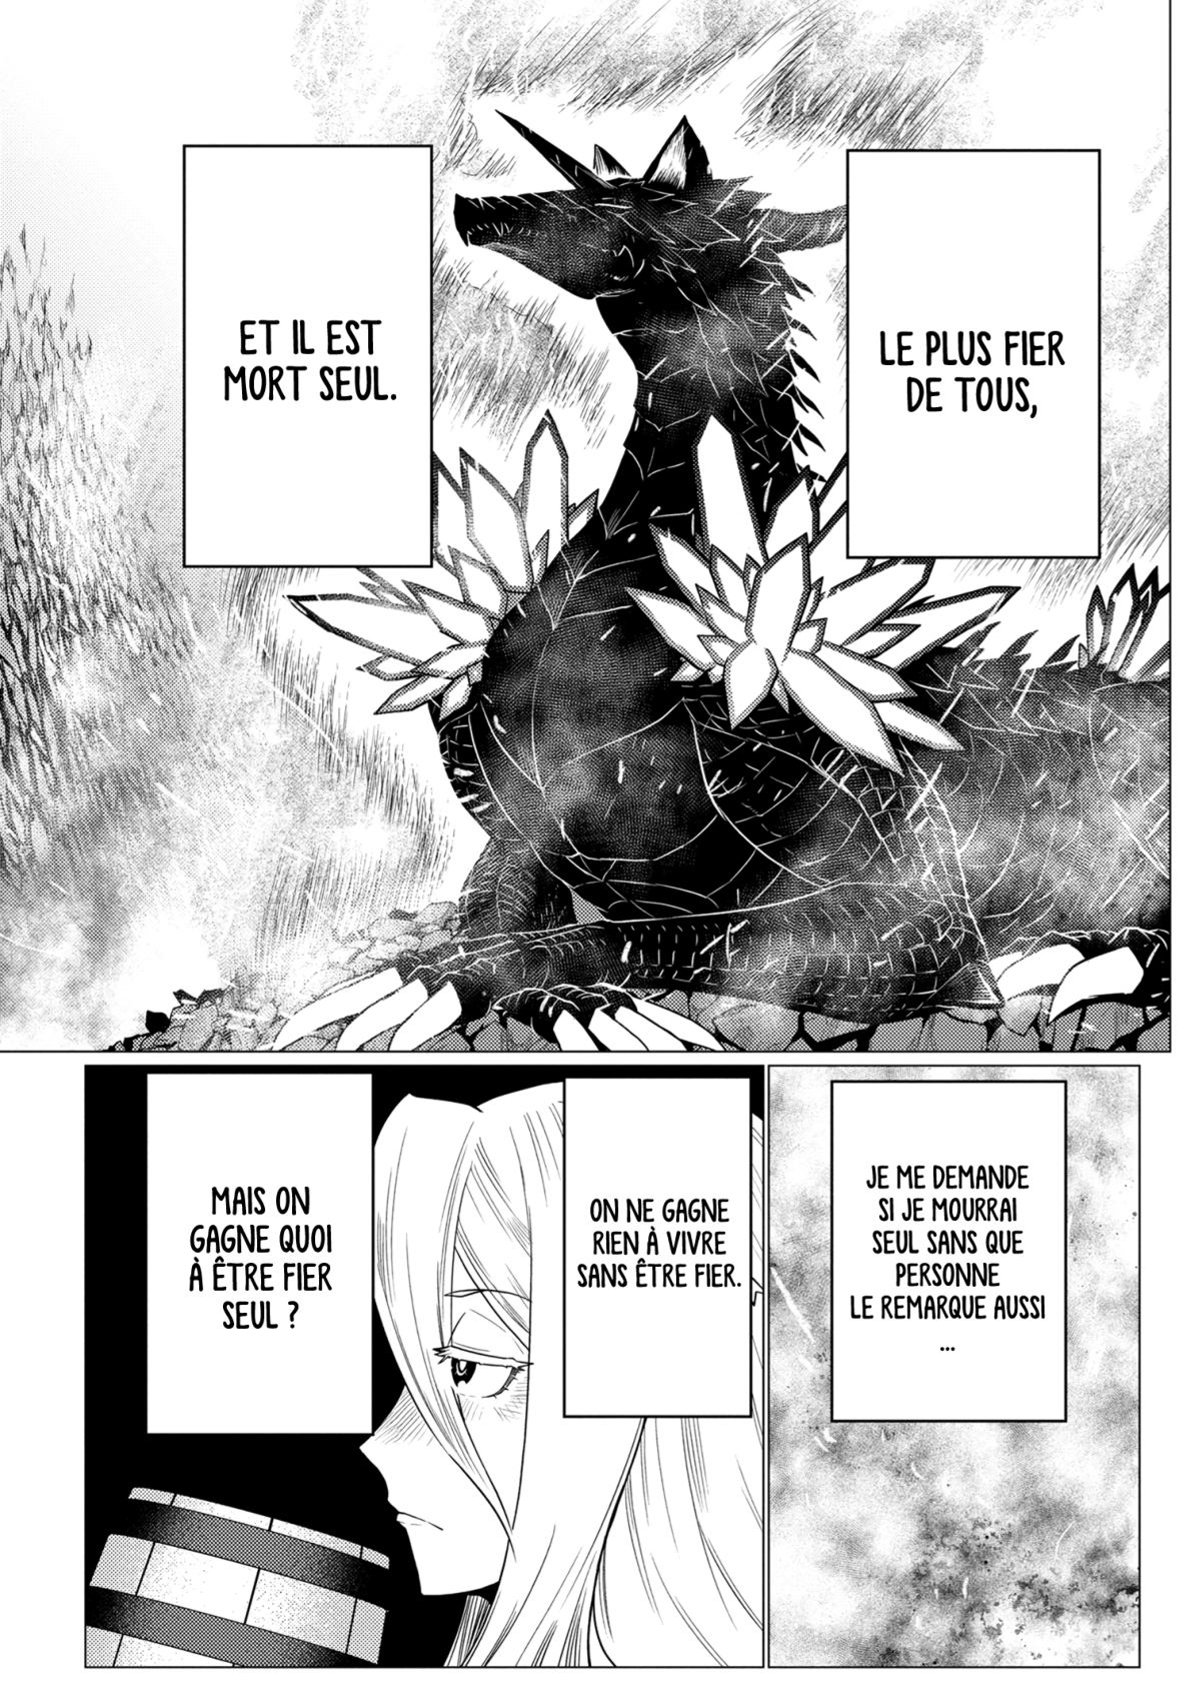 LE PLUS FIER
DE TOUS,
ET IL EST
MORT SEUL.
JE ME DEMANDE
SI JE MOURRAI
SEUL SANS QUE
PERSONNE
LE REMARQUE AUSSI
...
ON NE GAGNE
RIEN À VIVRE
SANS ÊTRE FIER.
MAIS ON
GAGNE QUOI
À ÊTRE FIER
SEUL ?